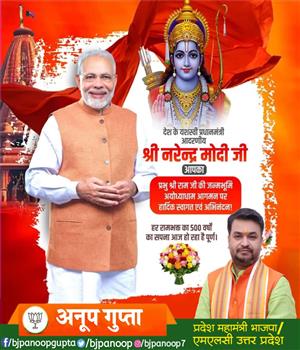 देश के यशस्वी प्रधानमंत्री
आदरणीय
श्री नरेन्द्र मोदी जी
आपका
प्रभु श्री राम जी की जन्मभूमि
अयोध्याधाम आगमन पर
हार्दिक स्वागत एवं अभिनंदन!
हर रामभक्त का 500 वर्षों
का सपना आज हो रहा है पूर्ण।
अनूप गुप्ता
प्रदेश महामंत्री भाजपा/
एमएलसी उत्तर प्रदेश
/bjpanoopgupta /bjpanoop /bjpanoop7